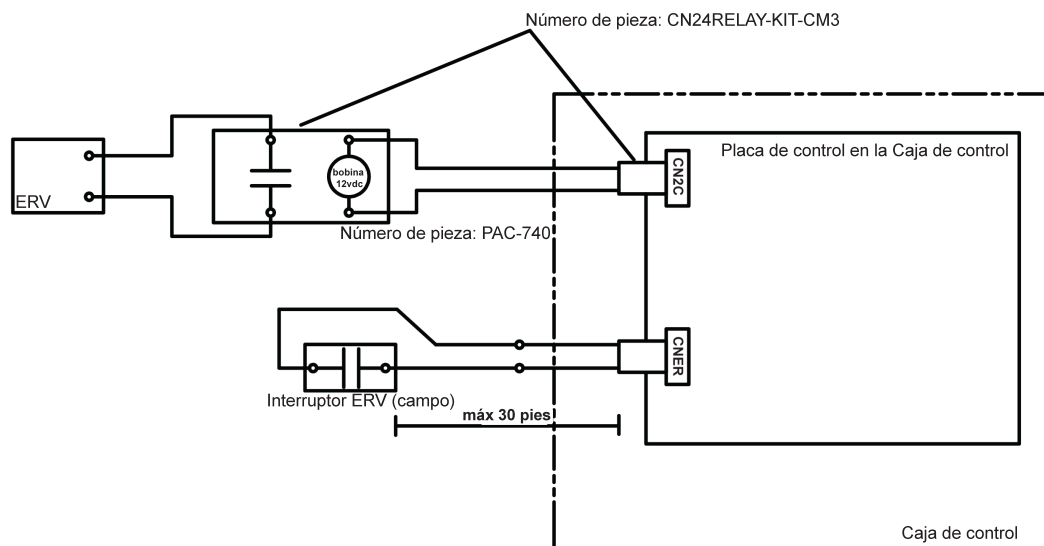 Número de pieza: CN24RELAY-KIT-CM3
Placa de control en la Caja de control
CN2C
bobina
12vdc
ERV
Número de pieza: PAC-740
CNER
Interruptor ERV (campo)
máx 30 pies
Caja de control